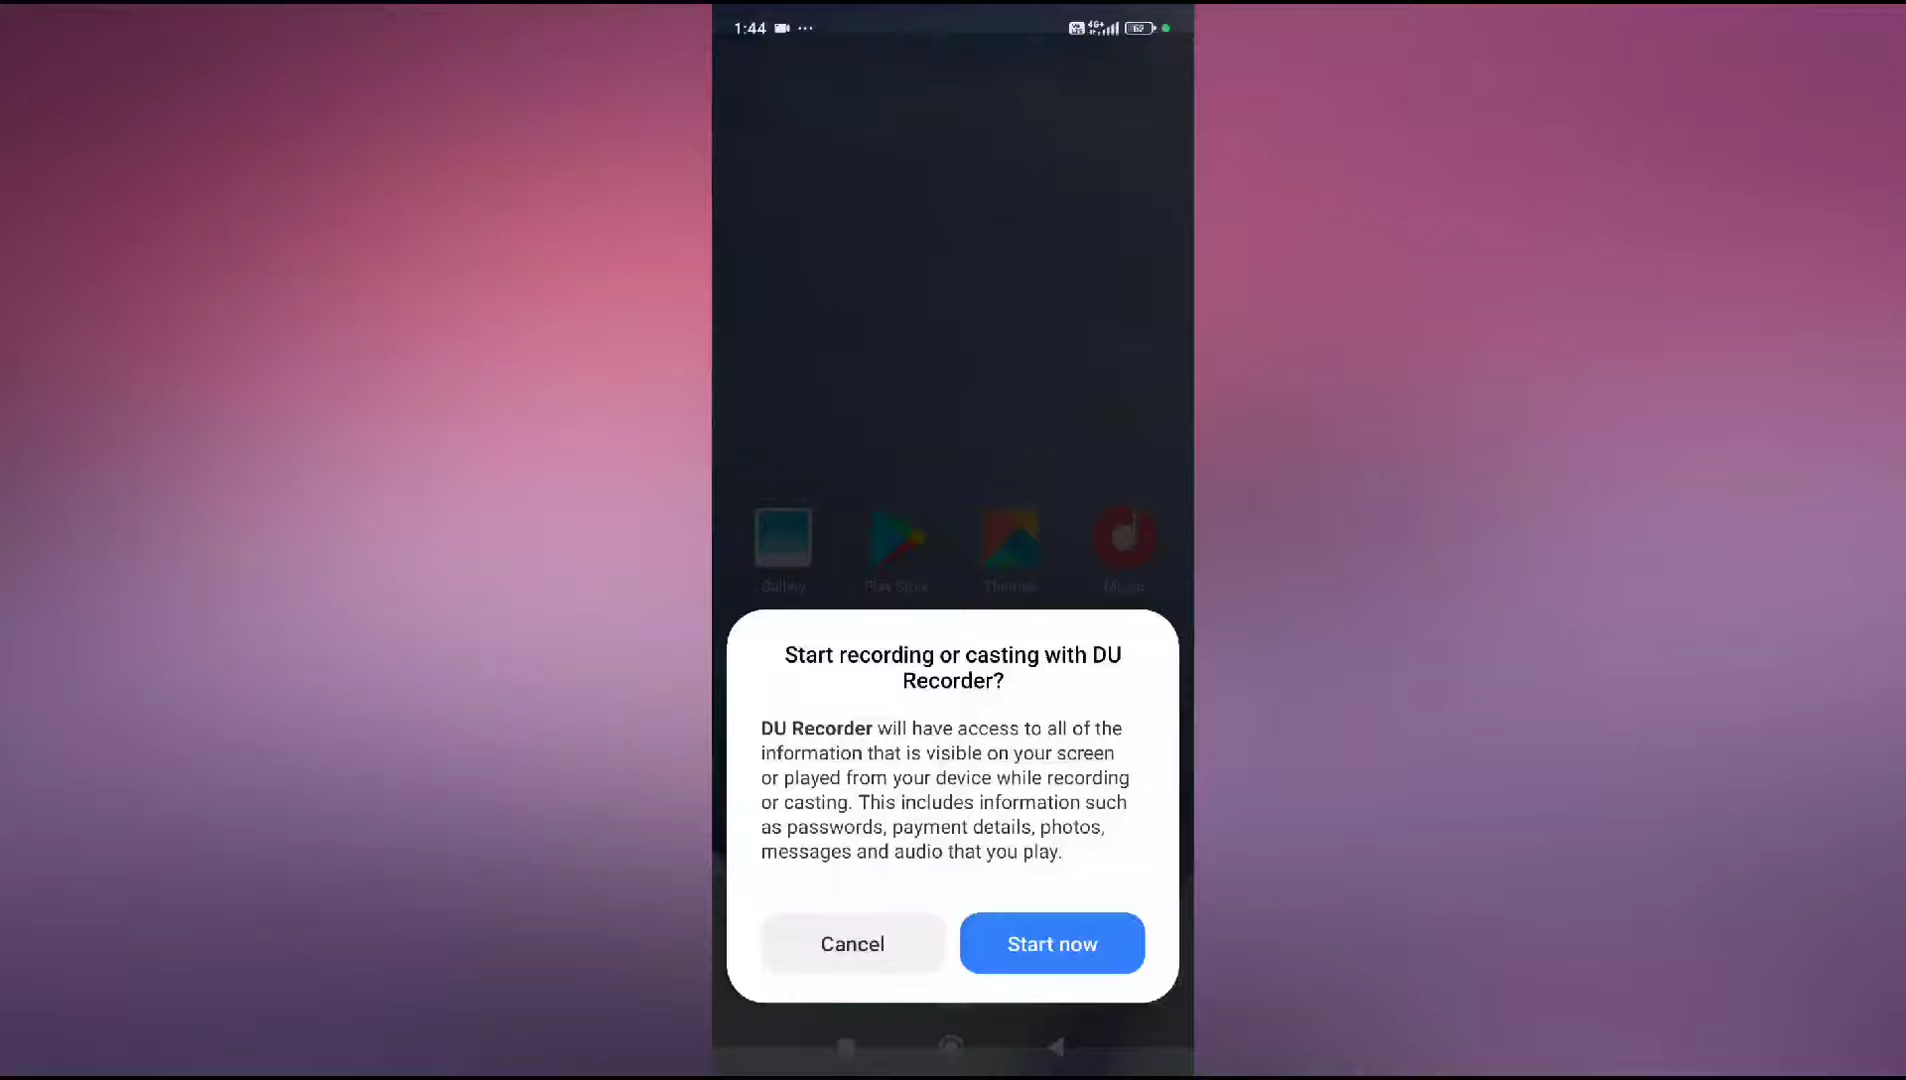 1:44
4G+
62
Gallery
Play Store
Themes
Music
Start recording or casting with DU
Recorder?
DU Recorder will have access to all of the
information that is visible on your screen
or played from your device while recording
or casting. This includes information such
as passwords, payment details, photos,
messages and audio that you play.
Cancel
Start now